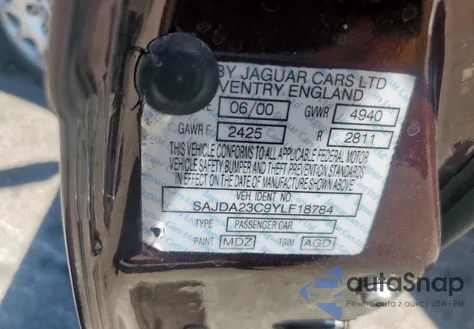 BY JAGUAR CARS LTD
VENTRY ENGLAND
E 06/00 GVWR 4940
GAWR F 2425 R 2811
THIS VEHICLE CONFORMS TO ALL APPLICABLE FEDERAL MOTOR
VEHICLE SAFETY BUMPER AND THEFT PREVENTION STANDARDS
IN EFFECT ON THE DATE OF MANUFACTURE SHOWN ABOVE
VEH IDENT NO.
SAJDA23C9YLF18784
TYPE PASSENGER CAR
PAINT MDZ TRIM AGD
autoSnap
Pewne auta z aukcji USA i EU